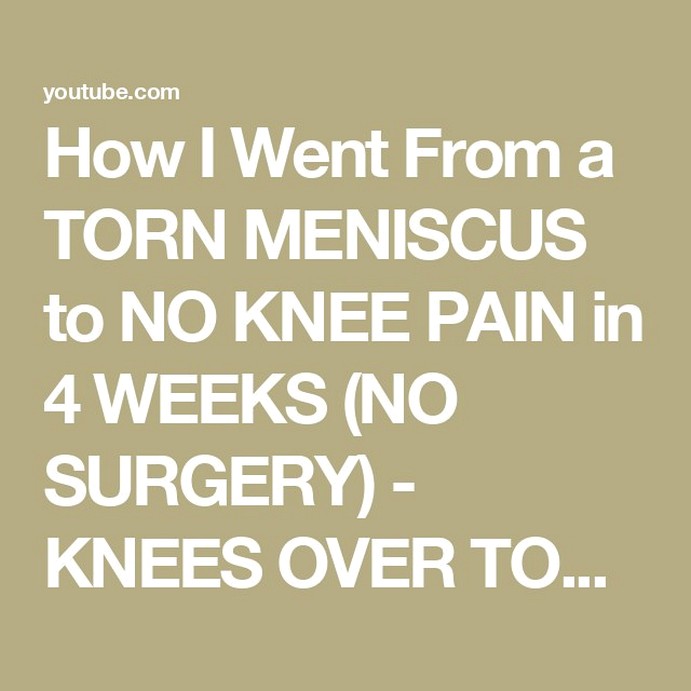 youtube.com
How I Went From a
TORN MENISCUS
to NO KNEE PAIN in
4 WEEKS (NO
SURGERY) -
KNEES OVER TO...